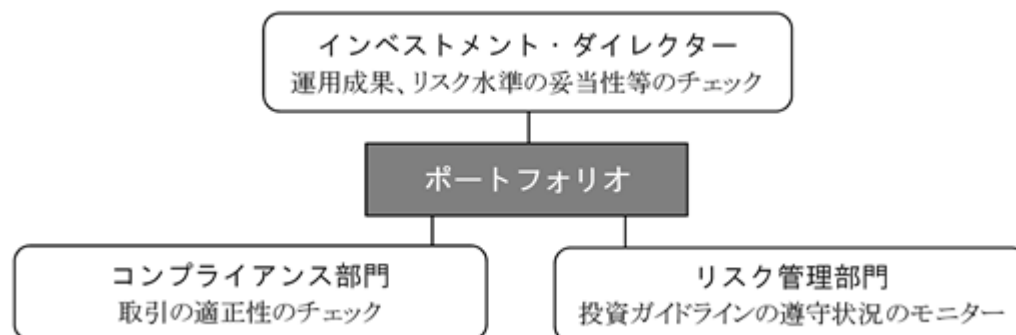 インベストメント・ダイレクター
運用成果、リスク水準の妥当性等のチェック
ポートフォリオ
コンプライアンス部門
取引の適正性のチェック
リスク管理部門
投資ガイドラインの遵守状況のモニター